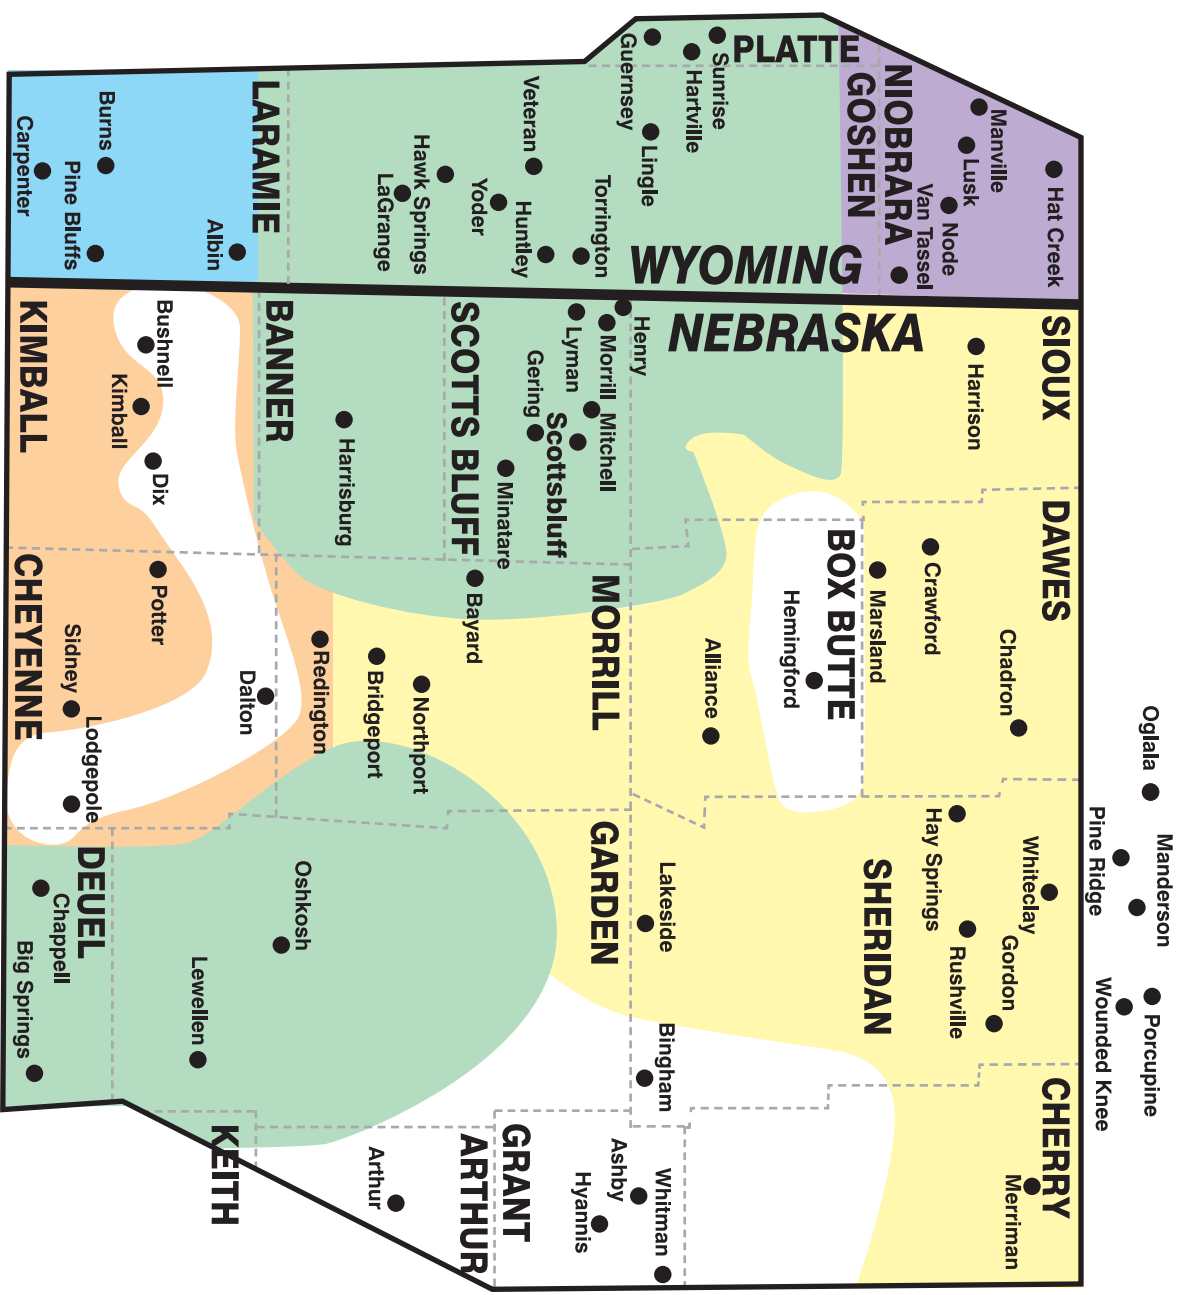 PLATTE
GOSHEN
NIOBRARA
LARAMIE
WYOMING
Guernsey
Hartville
Sunrise
Lingle
Veteran
Torrington
Huntley
Yoder
Hawk Springs
LaGrange
Manville
Lusk
Node
Van Tassel
Hat Creek
Burns
Carpenter
Pine Bluffs
Albin
NEBRASKA
KIMBALL
BANNER
SCOTTS BLUFF
SIOUX
Bushnell
Kimball
Dix
Harrisburg
Henry
Morrill
Lyman
Mitchell
Gering
Scottsbluff
Minatare
Harrison
CHEYENNE
MORRILL
BOX BUTTE
DAWES
Potter
Sidney
Lodgepole
Dalton
Redington
Bridgeport
Northport
Bayard
Alliance
Hemingford
Marsland
Crawford
Chadron
DEUEL
GARDEN
SHERIDAN
Chappell
Big Springs
Oshkosh
Lewellen
Lakeside
Bingham
Hay Springs
Rushville
Gordon
Whiteclay
Oglala
Pine Ridge
Manderson
Porcupine
Wounded Knee
KEITH
ARTHUR
GRANT
CHERRY
Arthur
Ashby
Hyannis
Whitman
Merriman